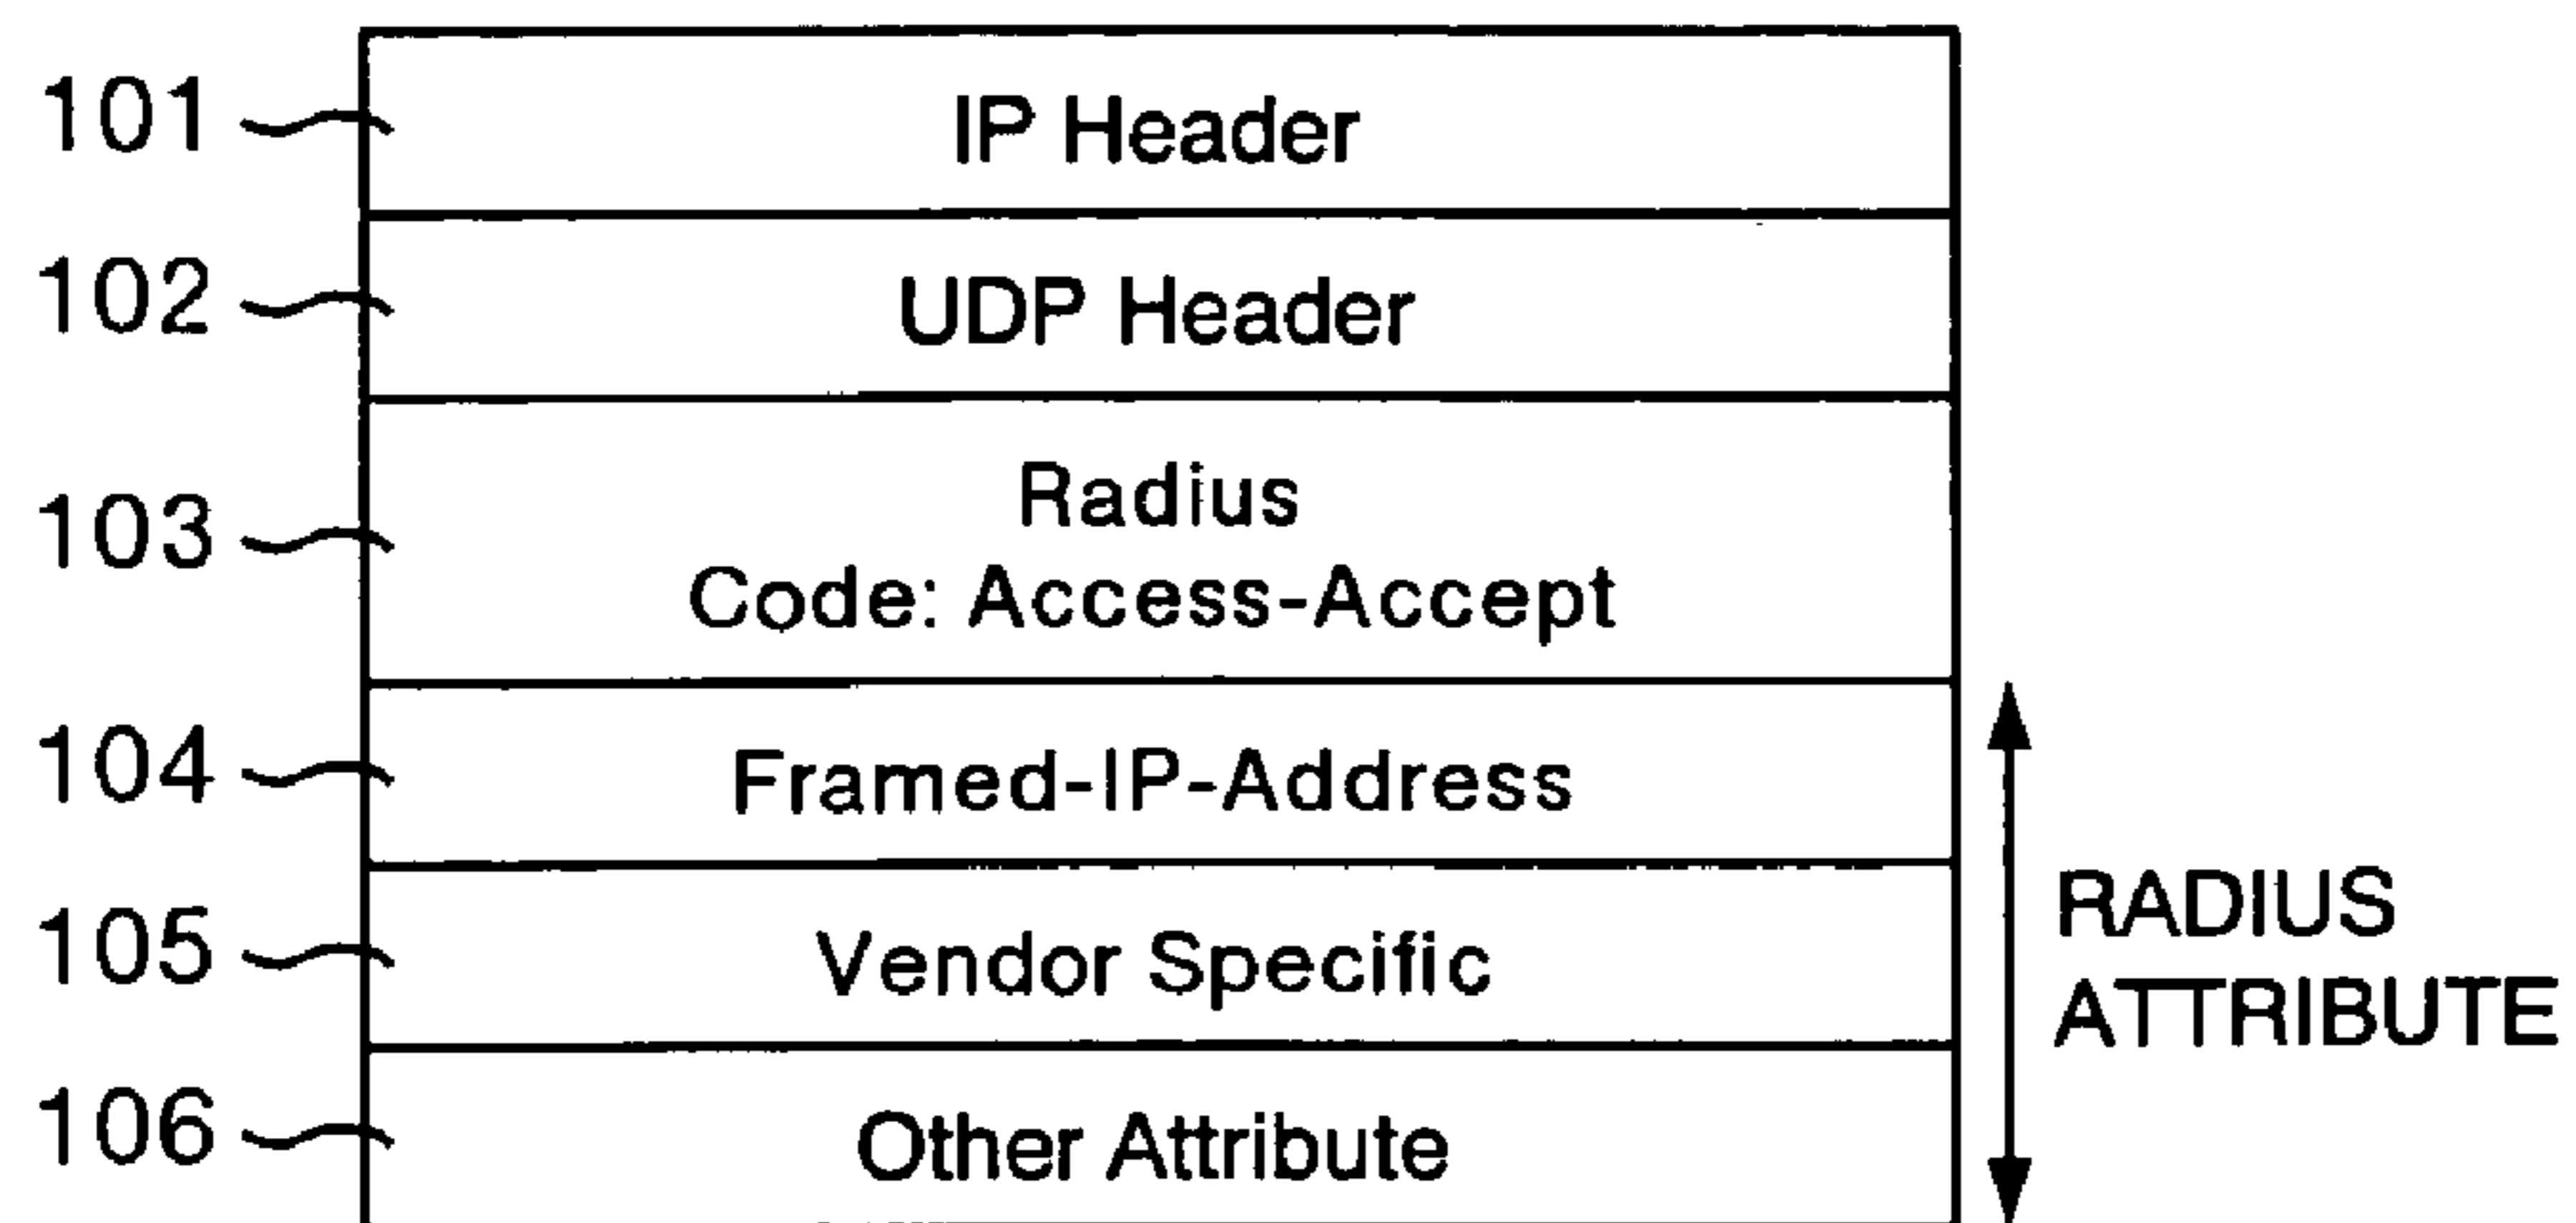 101 IP Header
102 UDP Header
103 Radius
Code: Access-Accept
104 Framed-IP-Address
105 Vendor Specific
106 Other Attribute
RADIUS
ATTRIBUTE